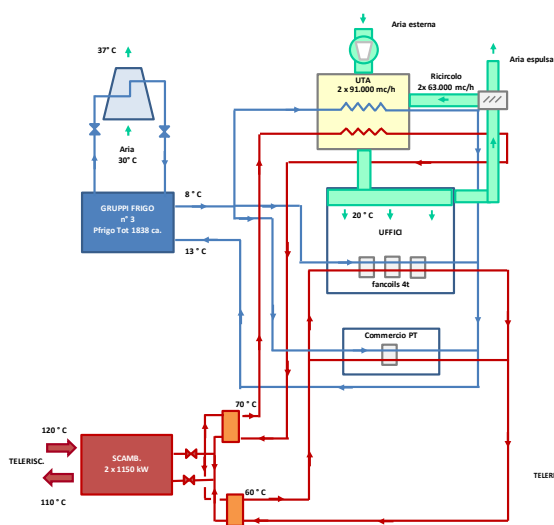 Aria esterna
37° C
Aria espulsa
UTA
2 x 91.000 mc/h
Ricircolo
2x 63.000 mc/h
Aria
30° C
8 ° C
GRUPPI FRIGO
n° 3
Pfrigo Tot 1838 ca.
13 ° C
20 ° C
UFFICI
fancoils 4t
Commercio PT
70 ° C
120 ° C
SCAMB.
2 x 1150 kW
TELERISC.
110 ° C
60 ° C
TELERI